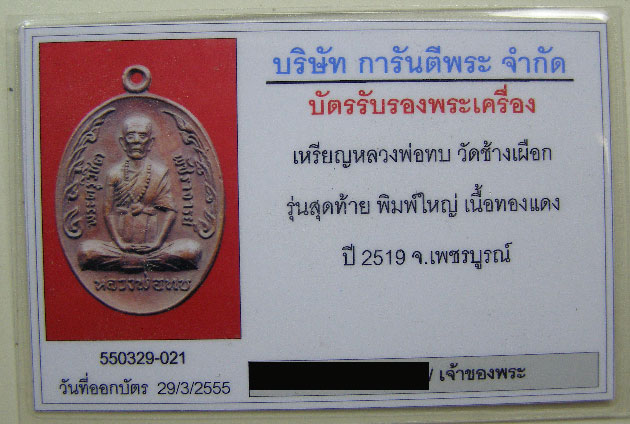 บริษัท การันตีพระ จำกัด
บัตรรับรองพระเครื่อง
เหรียญหลวงพ่อทบ วัดช้างเผือก
รุ่นสุดท้าย พิมพ์ใหญ่ เนื้อทองแดง
ปี 2519 จ.เพชรบูรณ์
หลวงพ่อทบ
550329-021
วันที่ออกบัตร 29/3/2555
/ เจ้าของพระ